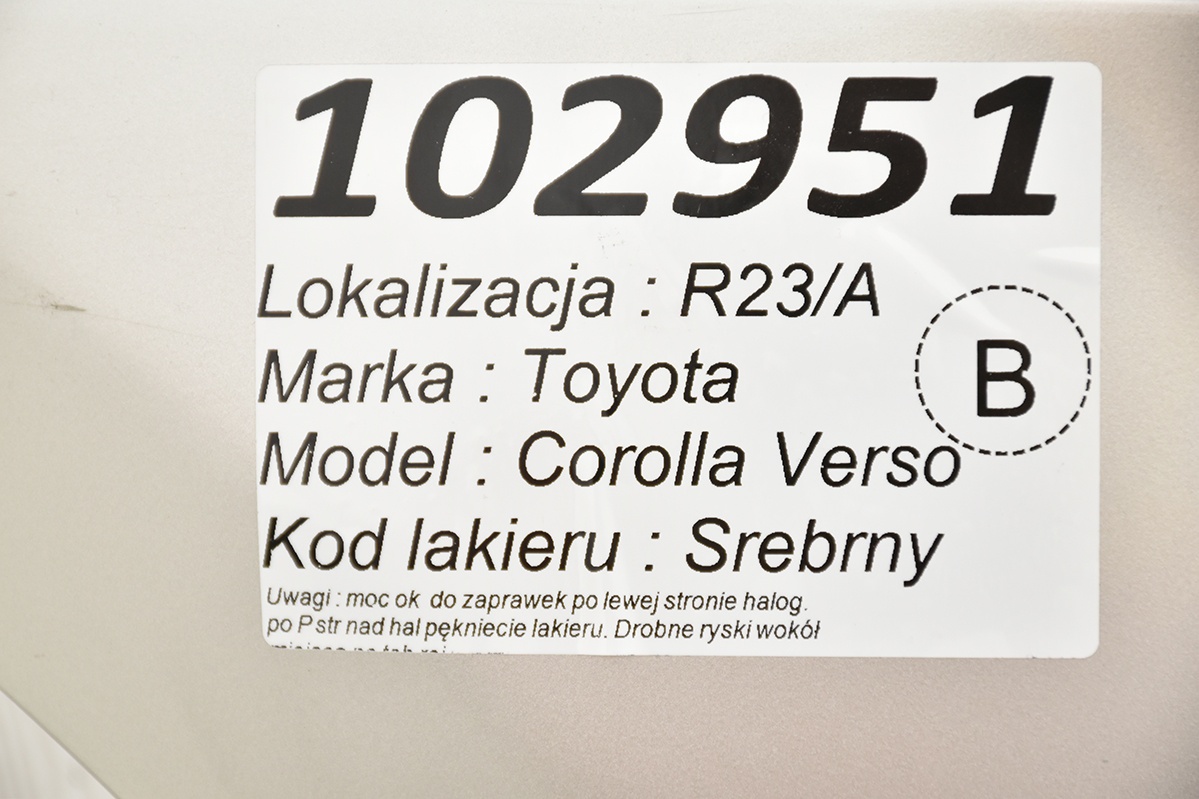 102951
Lokalizacja : R23/A
Marka : Toyota
B
Model : Corolla Verso
Kod lakieru : Srebrny
Uwagi : moc ok do zaprawek po lewej stronie halog.
po P str nad hal pękniecie lakieru. Drobne ryski wokół